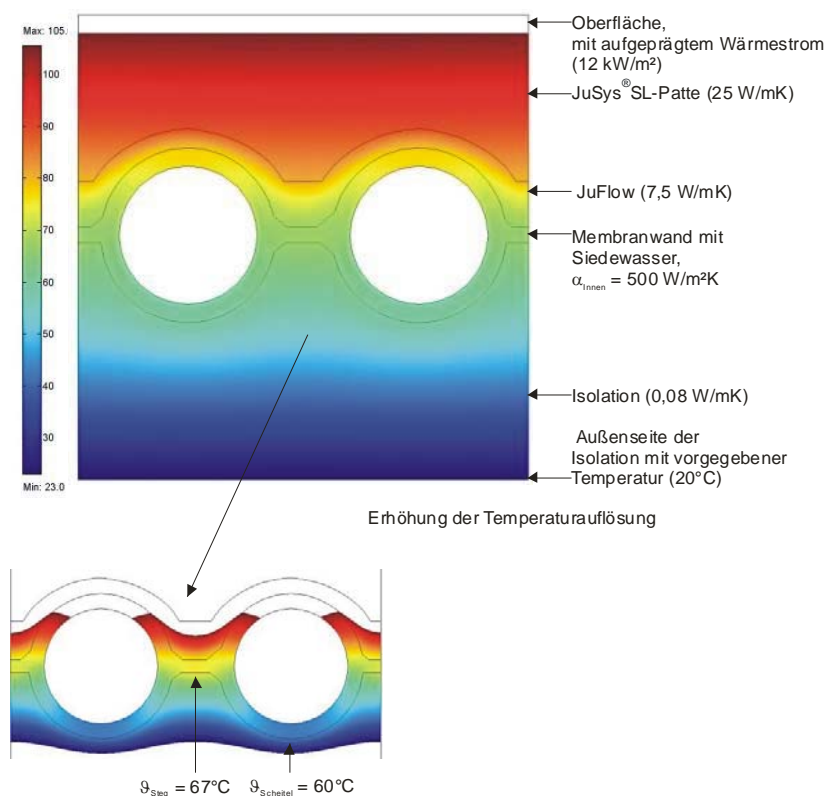 Max: 105.
100
90
80
70
60
50
40
30
Min: 23.0
Oberfläche,
mit aufgeprägtem Wärmestrom
(12 kW/m²)
JuSys®SL-Patte (25 W/mK)
JuFlow (7,5 W/mK)
Membranwand mit
Siedewasser,
αInnen = 500 W/m²K
Isolation (0,08 W/mK)
Außenseite der
Isolation mit vorgegebener
Temperatur (20°C)
Erhöhung der Temperaturauflösung
ϑSteg = 67°C ϑScheitel = 60°C